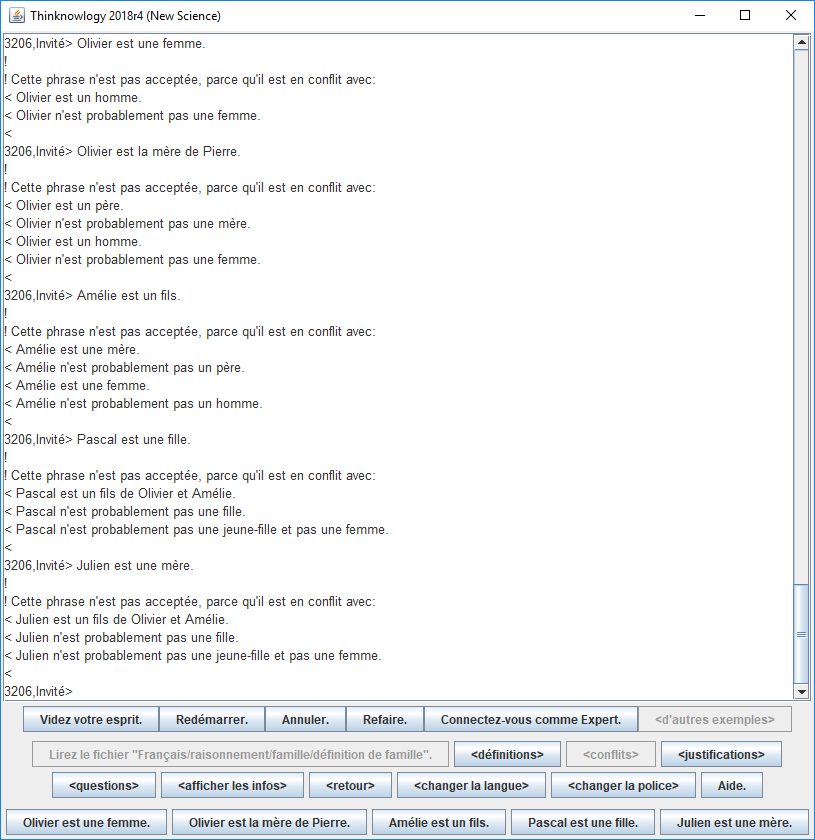 Thinknowlogy 2018r4 (New Science)
3206,Invité> Olivier est une femme.
!
! Cette phrase n'est pas acceptée, parce qu'il est en conflit avec:
< Olivier est un homme.
< Olivier n'est probablement pas une femme.
<
3206,Invité> Olivier est la mère de Pierre.
!
! Cette phrase n'est pas acceptée, parce qu'il est en conflit avec:
< Olivier est un père.
< Olivier n'est probablement pas une mère.
< Olivier est un homme.
< Olivier n'est probablement pas une femme.
<
3206,Invité> Amélie est un fils.
!
! Cette phrase n'est pas acceptée, parce qu'il est en conflit avec:
< Amélie est une mère.
< Amélie n'est probablement pas un père.
< Amélie est une femme.
< Amélie n'est probablement pas un homme.
<
3206,Invité> Pascal est une fille.
!
! Cette phrase n'est pas acceptée, parce qu'il est en conflit avec:
< Pascal est un fils de Olivier et Amélie.
< Pascal n'est probablement pas une fille.
< Pascal n'est probablement pas une jeune-fille et pas une femme.
<
3206,Invité> Julien est une mère.
!
! Cette phrase n'est pas acceptée, parce qu'il est en conflit avec:
< Julien est un fils de Olivier et Amélie.
< Julien n'est probablement pas une fille.
< Julien n'est probablement pas une jeune-fille et pas une femme.
<
3206,Invité>
Videz votre esprit. Redémarrer. Annuler. Refaire. Connectez-vous comme Expert. <d'autres exemples>
Lirez le fichier "Français/raisonnement/famille/définition de famille". <définitions> <conflits> <justifications>
<questions> <afficher les infos> <retour> <changer la langue> <changer la police> Aide.
Olivier est une femme. Olivier est la mère de Pierre. Amélie est un fils. Pascal est une fille. Julien est une mère.